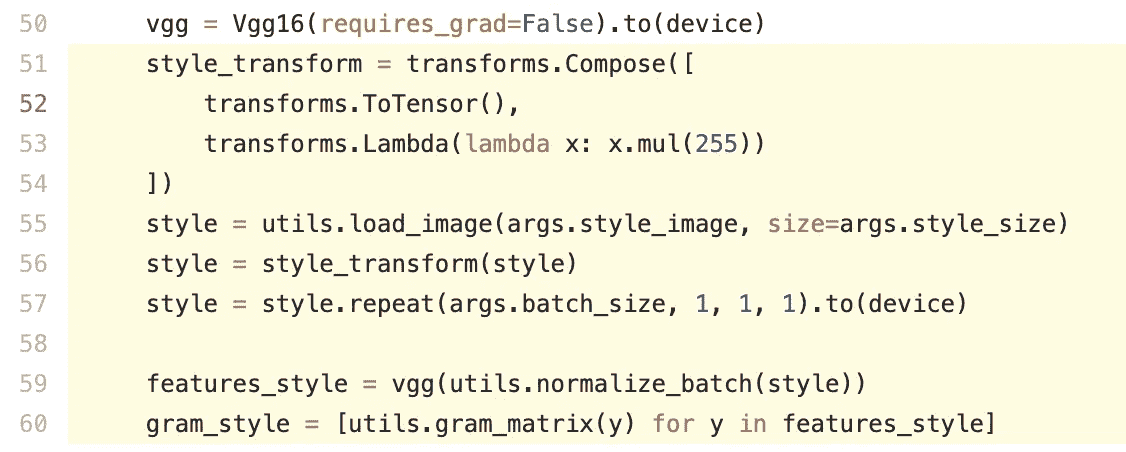 50 vgg = Vgg16(requires_grad=False).to(device)
51 style_transform = transforms.Compose([
52 transforms.ToTensor(),
53 transforms.Lambda(lambda x: x.mul(255))
54 ])
55 style = utils.load_image(args.style_image, size=args.style_size)
56 style = style_transform(style)
57 style = style.repeat(args.batch_size, 1, 1, 1).to(device)
58
59 features_style = vgg(utils.normalize_batch(style))
60 gram_style = [utils.gram_matrix(y) for y in features_style]